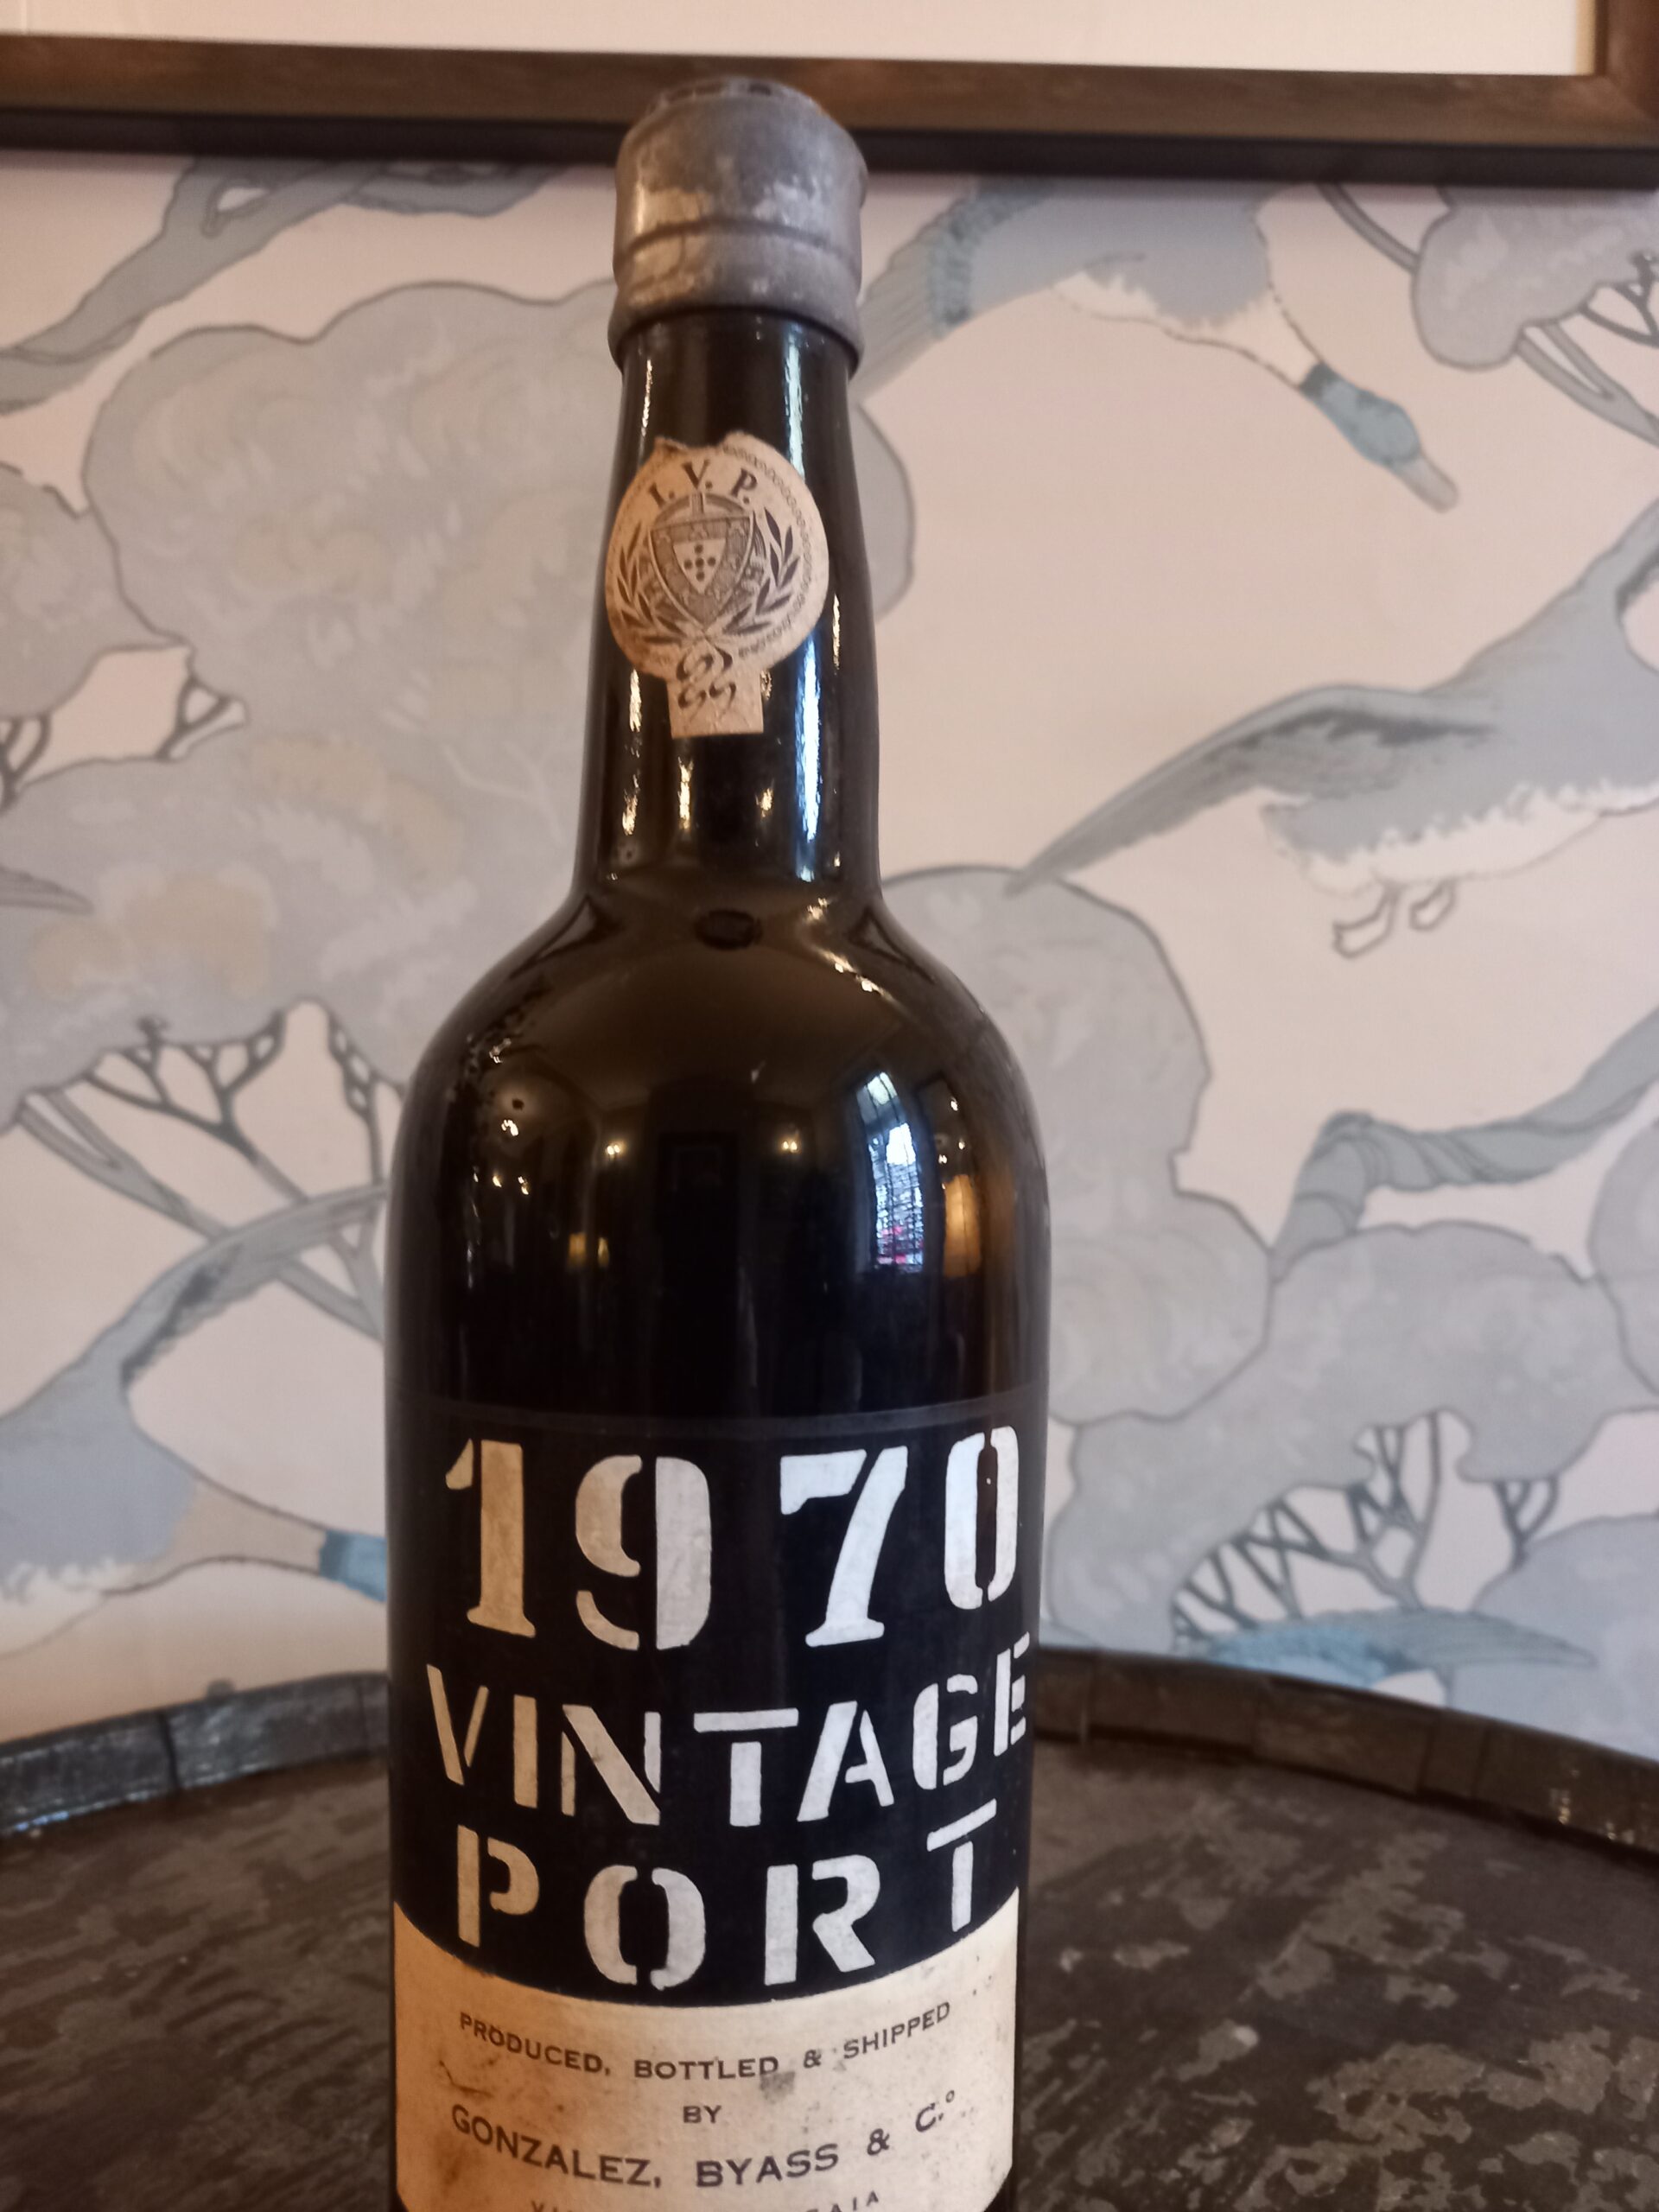 I.V.P.
1970
VINTAGE
PORT
PRODUCED, BOTTLED & SHIPPED
BY
GONZALEZ, BYASS & C.º